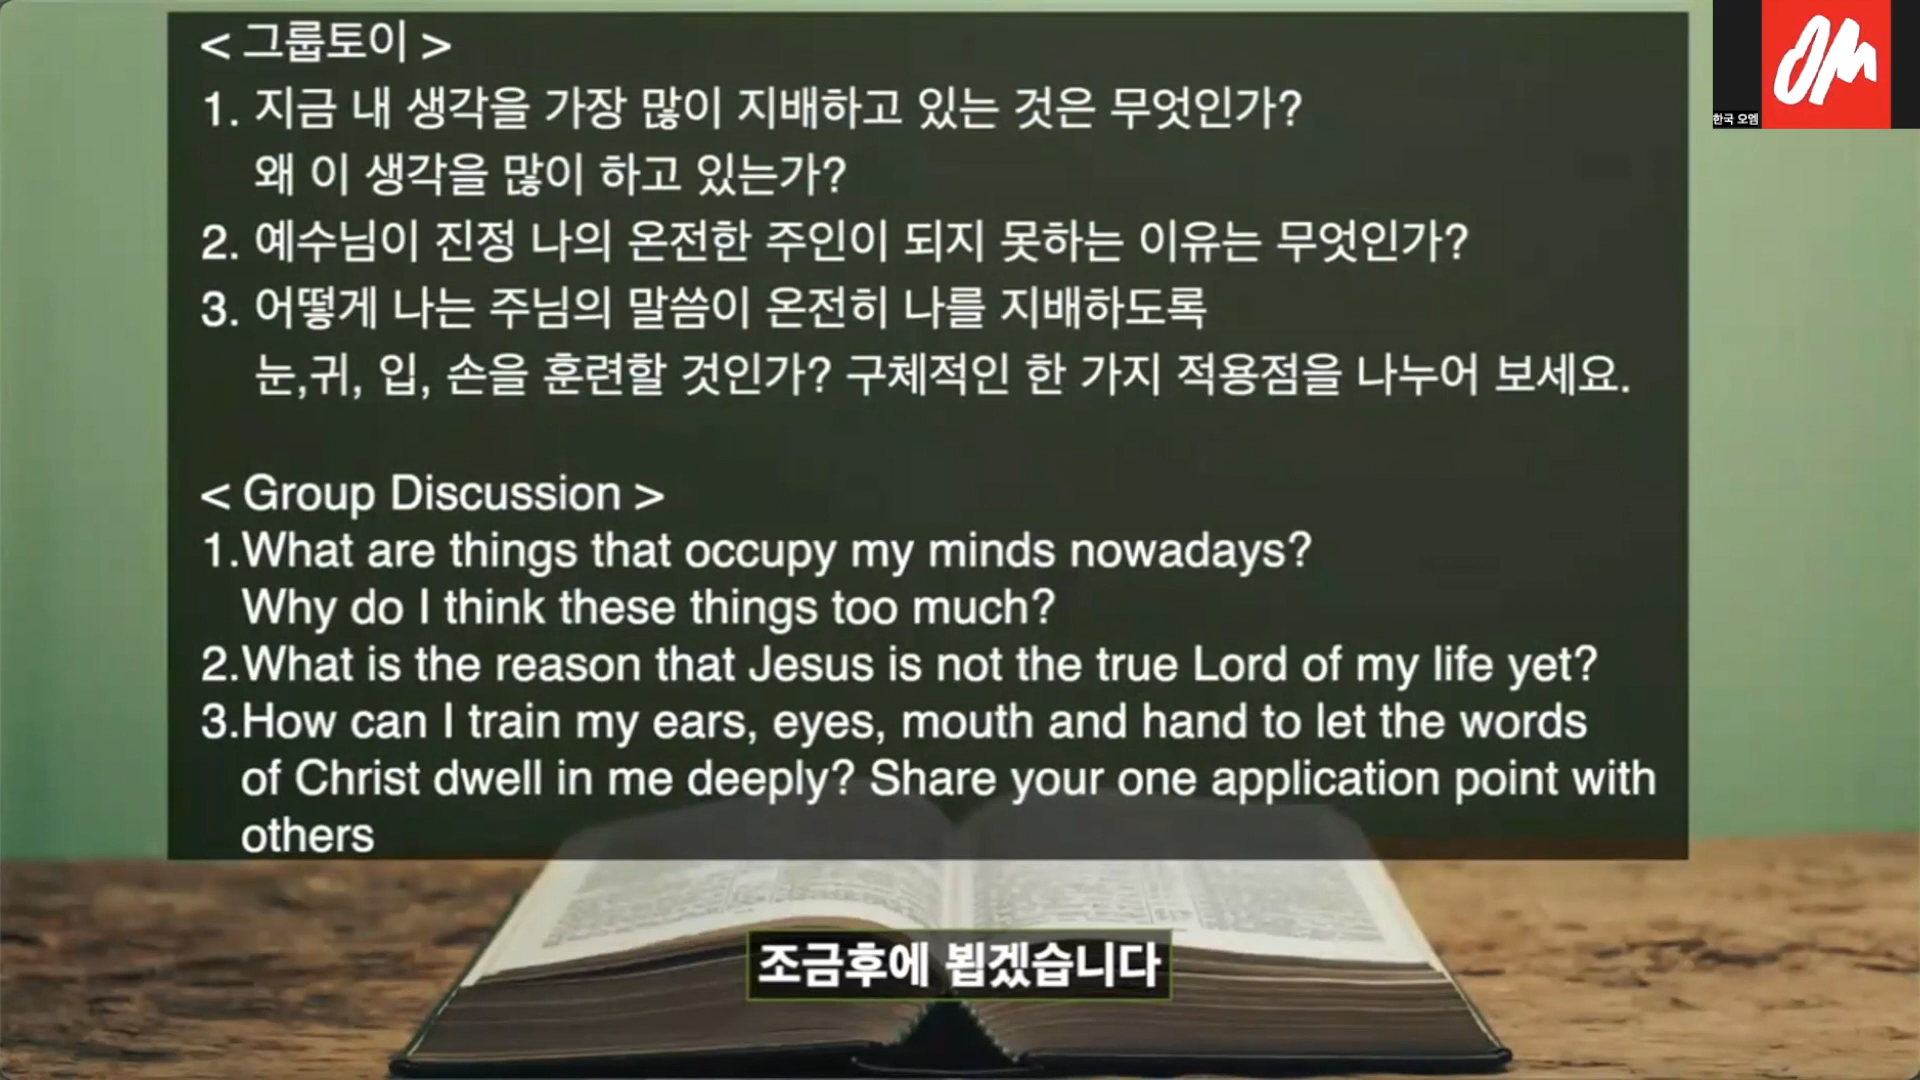 < 그룹토이 >
1. 지금 내 생각을 가장 많이 지배하고 있는 것은 무엇인가?
왜 이 생각을 많이 하고 있는가?
2. 예수님이 진정 나의 온전한 주인이 되지 못하는 이유는 무엇인가?
3. 어떻게 나는 주님의 말씀이 온전히 나를 지배하도록
눈,귀, 입, 손을 훈련할 것인가? 구체적인 한 가지 적용점을 나누어 보세요.
< Group Discussion >
1.What are things that occupy my minds nowadays?
Why do I think these things too much?
2.What is the reason that Jesus is not the true Lord of my life yet?
3.How can I train my ears, eyes, mouth and hand to let the words
of Christ dwell in me deeply? Share your one application point with
others
조금후에 뵙겠습니다
OM
한국 오엠